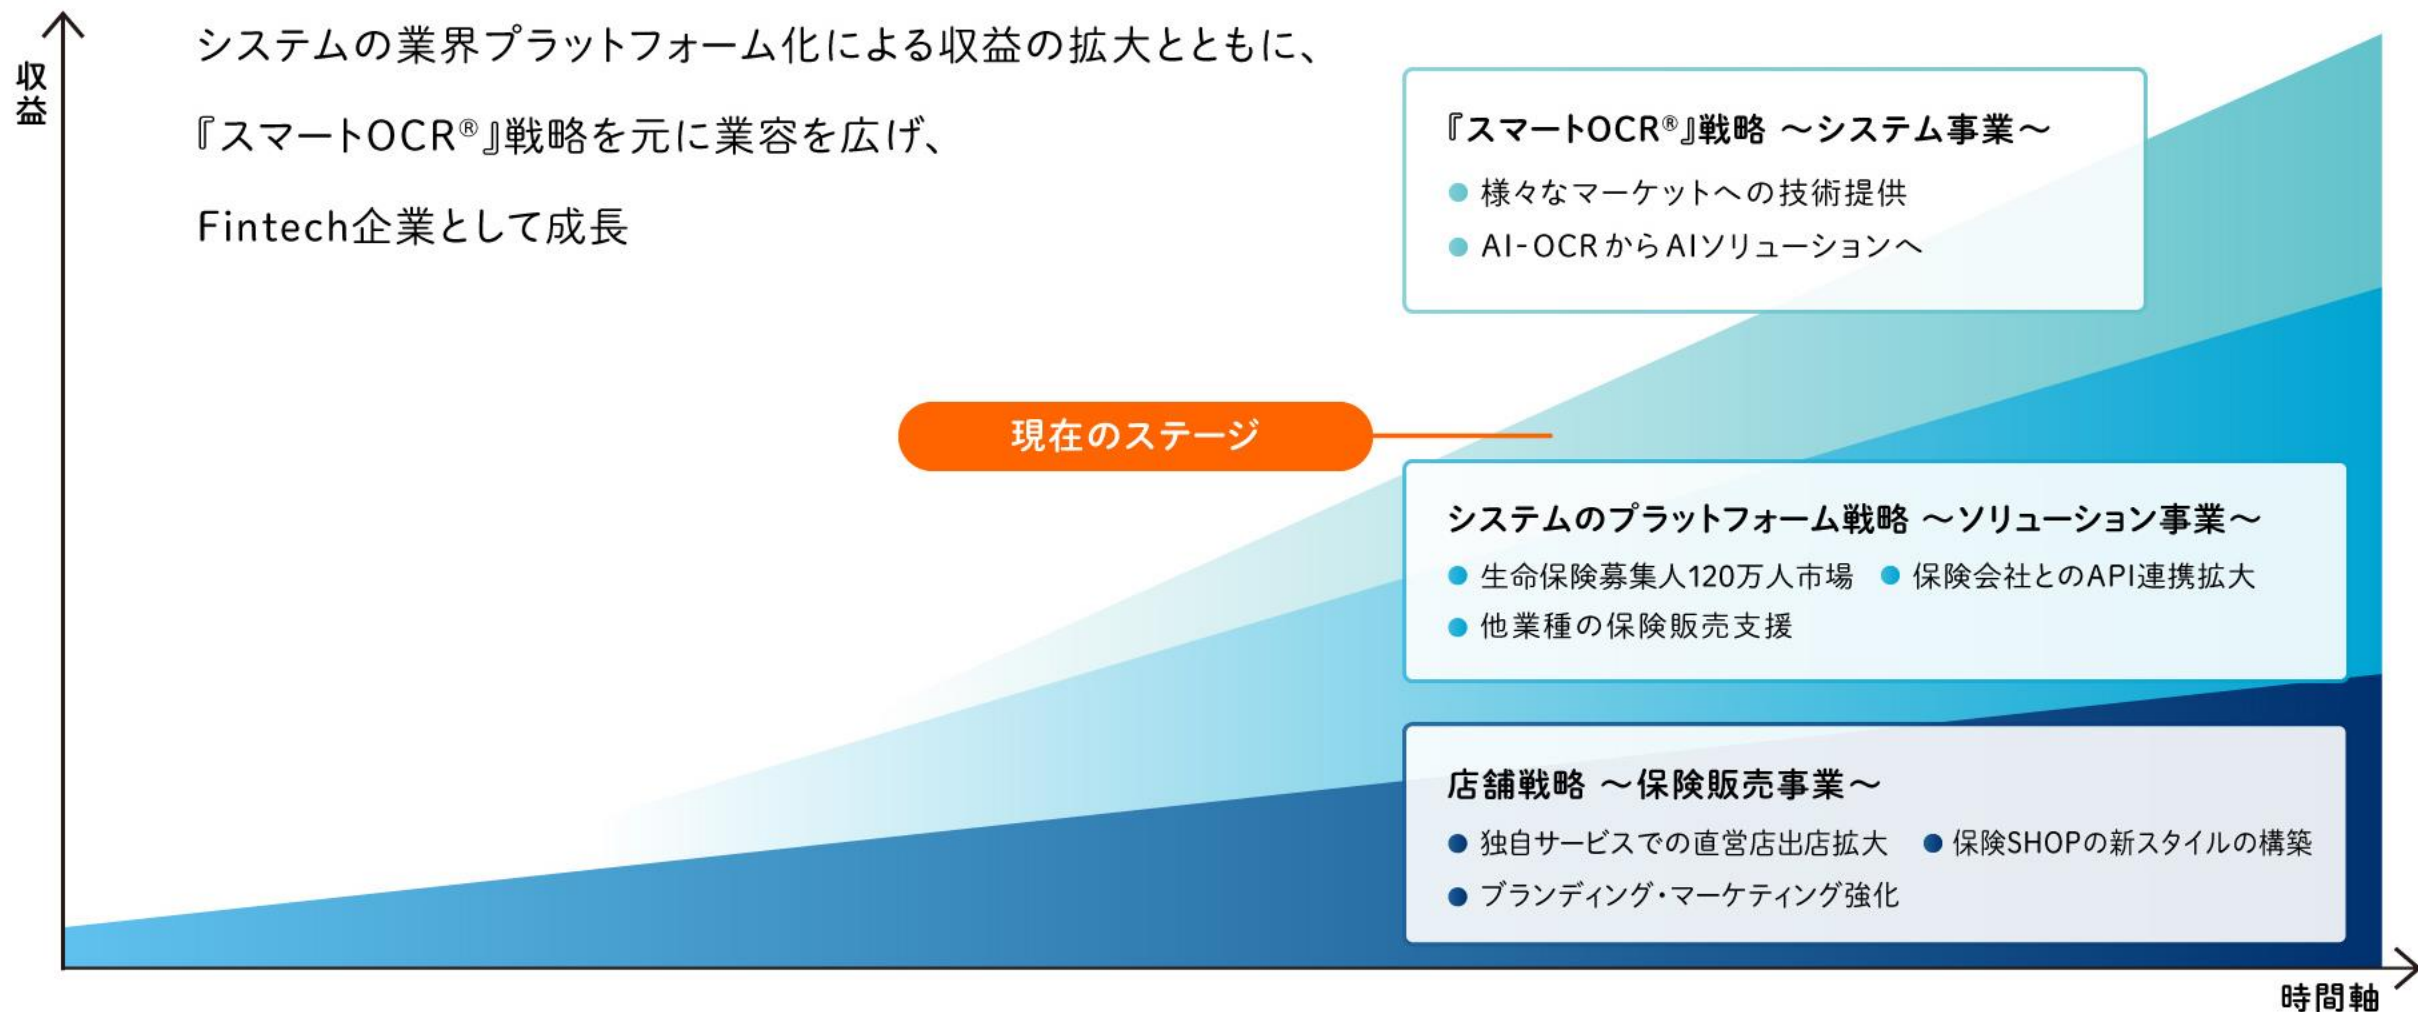 収益
システムの業界プラットフォーム化による収益の拡大とともに、
『スマートOCR®』戦略を元に業容を広げ、
Fintech企業として成長
『スマートOCR®』戦略 ～システム事業～
様々なマーケットへの技術提供
AI-OCRからAIソリューションへ
現在のステージ
システムのプラットフォーム戦略 ～ソリューション事業～
生命保険募集人120万人市場 保険会社とのAPI連携拡大
他業種の保険販売支援
店舗戦略 ～保険販売事業～
独自サービスでの直営店出店拡大 保険SHOPの新スタイルの構築
ブランディング・マーケティング強化
時間軸